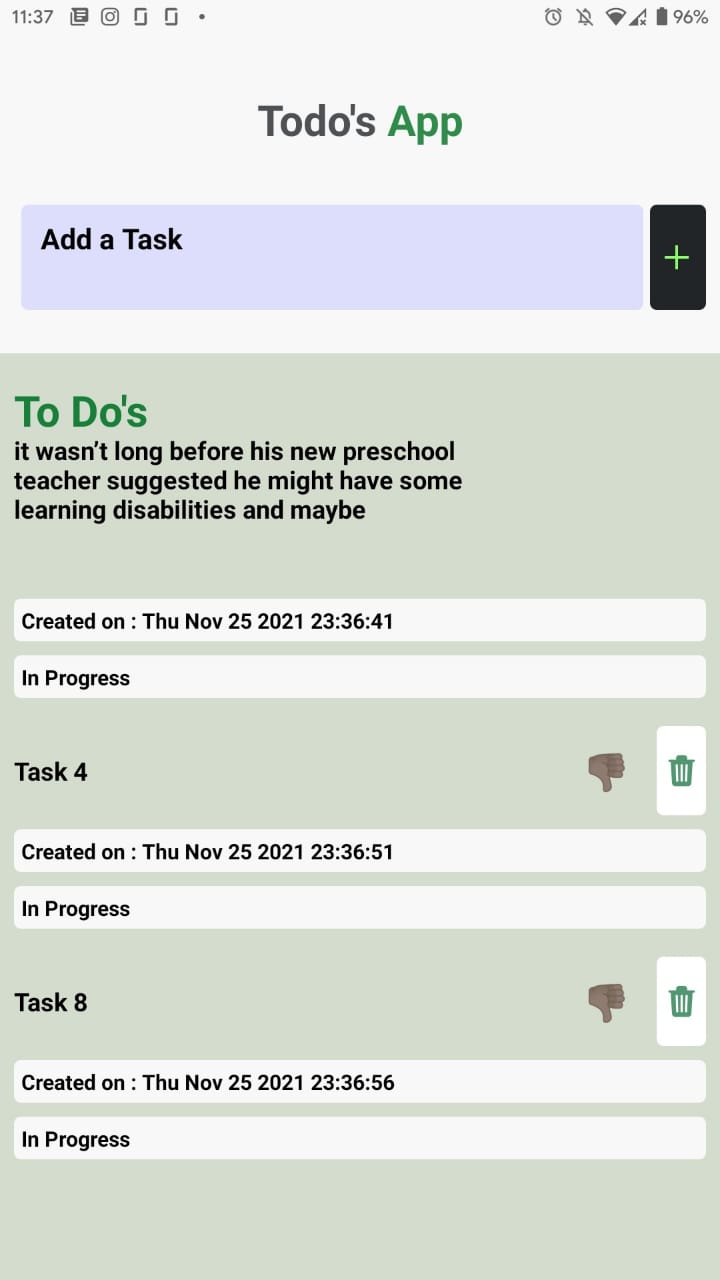 11:37
96%
Todo's App
Add a Task
To Do's
it wasn’t long before his new preschool
teacher suggested he might have some
learning disabilities and maybe
Created on : Thu Nov 25 2021 23:36:41
In Progress
Task 4
Created on : Thu Nov 25 2021 23:36:51
In Progress
Task 8
Created on : Thu Nov 25 2021 23:36:56
In Progress